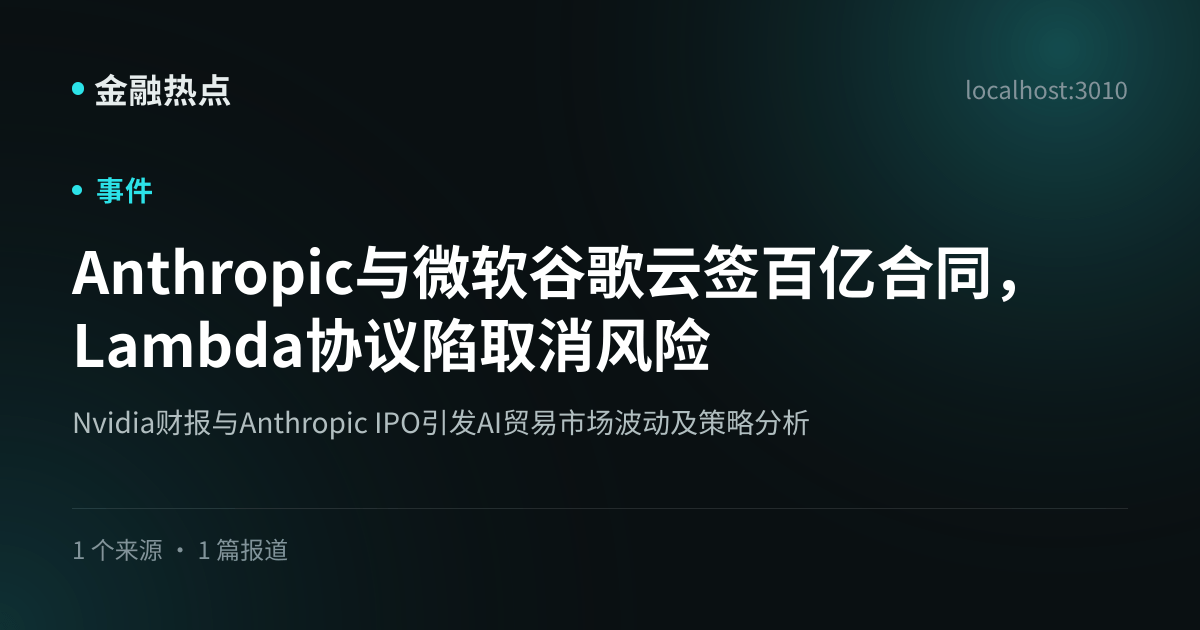 金融热点
localhost:3010
事件
Anthropic与微软谷歌云签百亿合同，
Lambda协议陷取消风险
Nvidia财报与Anthropic IPO引发AI贸易市场波动及策略分析
1 个来源 · 1 篇报道